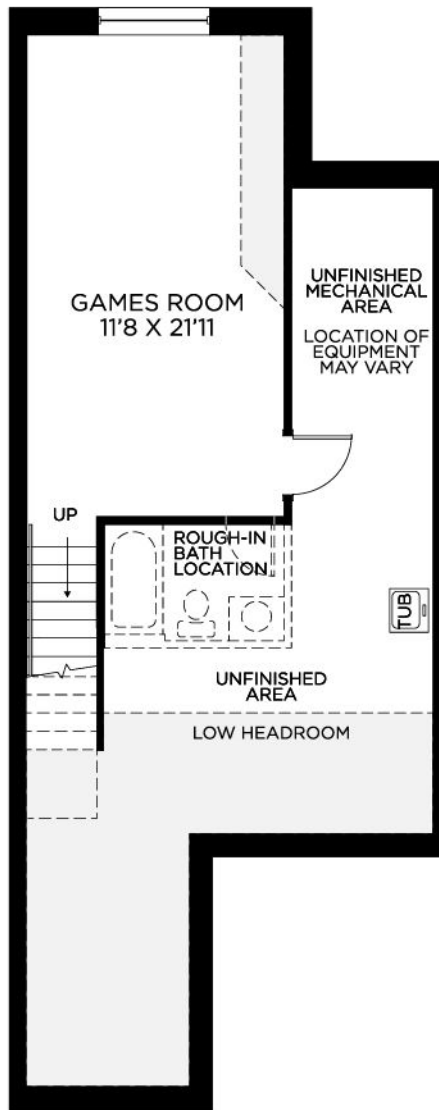 GAMES ROOM
11'8 X 21'11
UNFINISHED
MECHANICAL
AREA
LOCATION OF
EQUIPMENT
MAY VARY
UP
ROUGH-IN
BATH
LOCATION
TUB
UNFINISHED
AREA
LOW HEADROOM